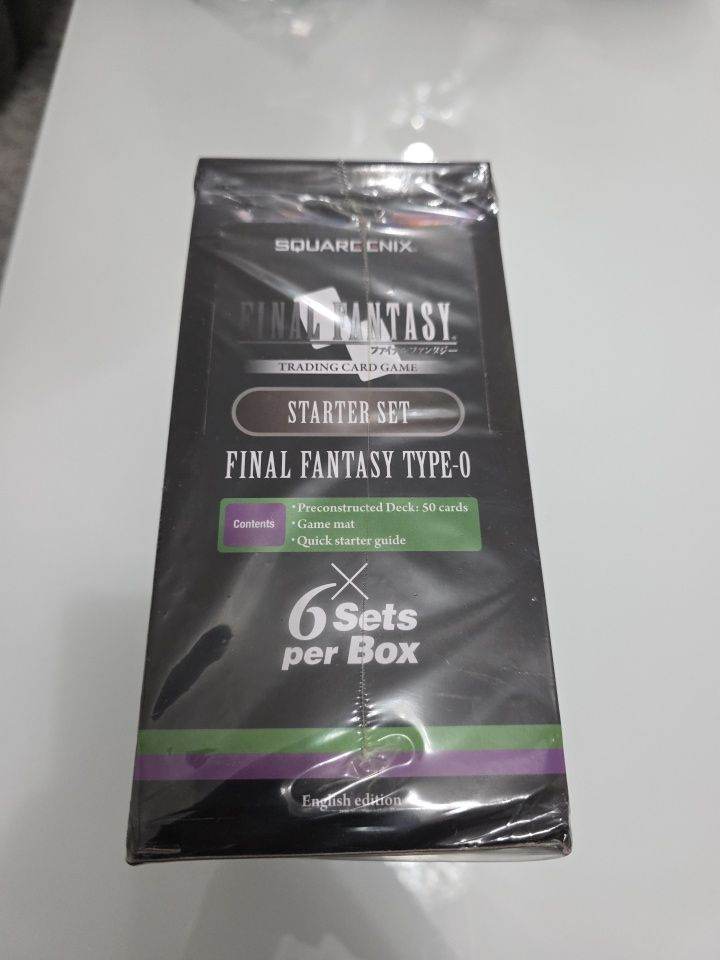 SQUARE ENIX
FINAL FANTASY
ファイナルファンタジー
TRADING CARD GAME
STARTER SET
FINAL FANTASY TYPE-0
Contents
・Preconstructed Deck: 50 cards
・Game mat
・Quick starter guide
×
6 Sets
per Box
English edition